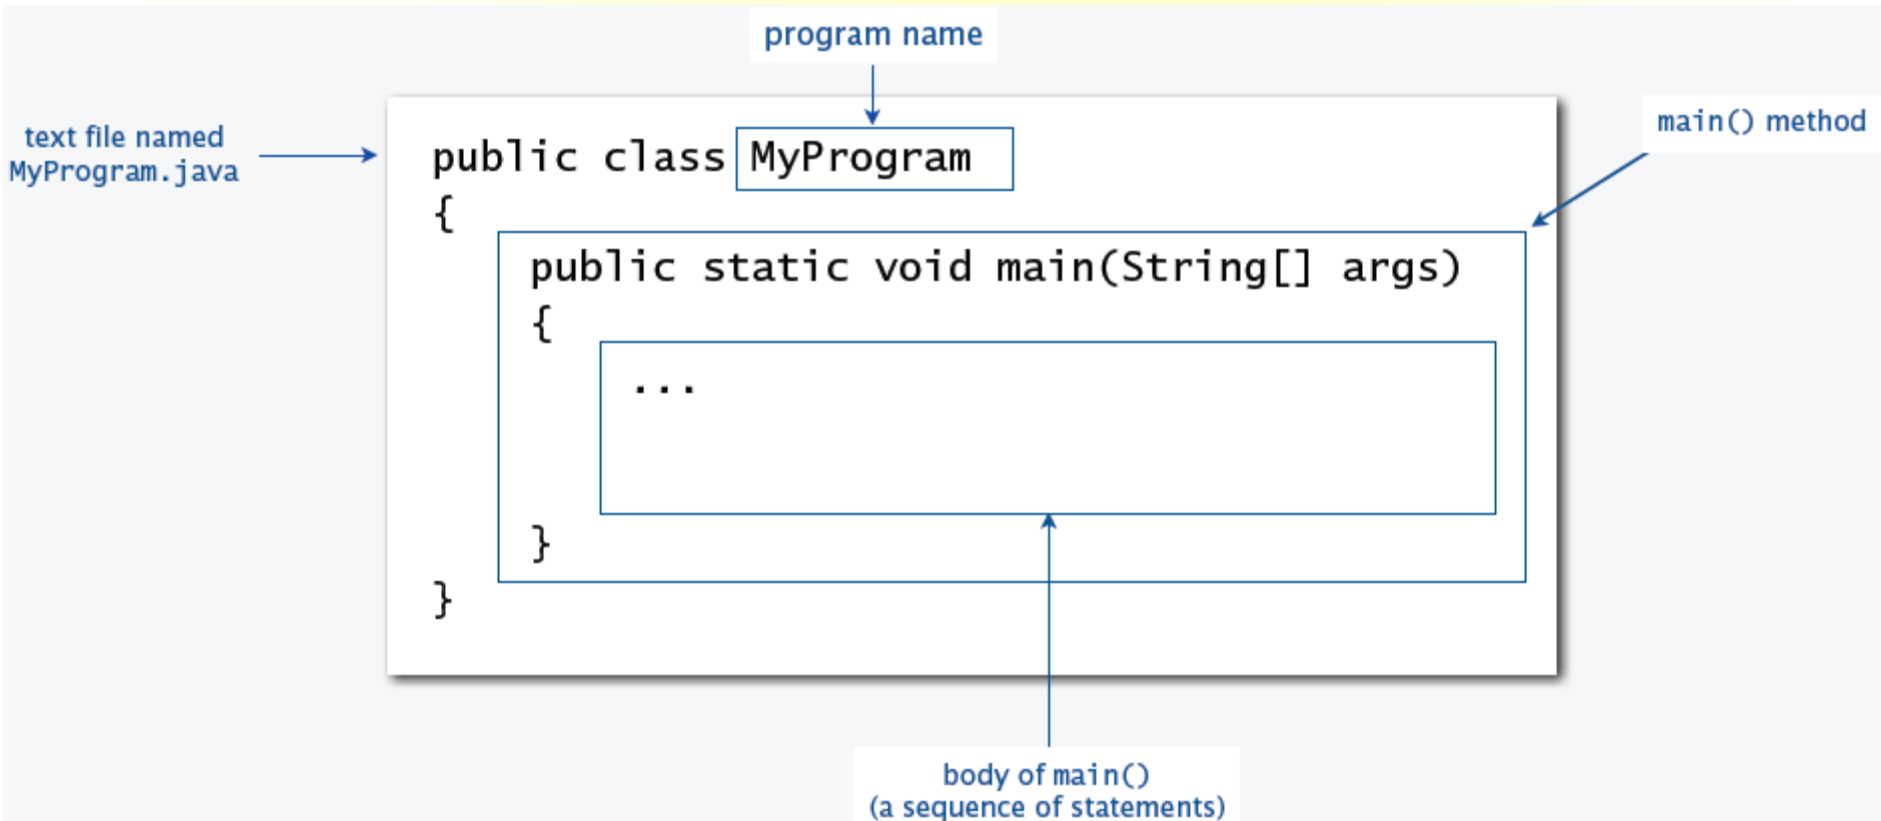 program name
text file named
MyProgram.java
main() method
public class MyProgram
{
public static void main(String[] args)
{
...
}
}
body of main()
(a sequence of statements)